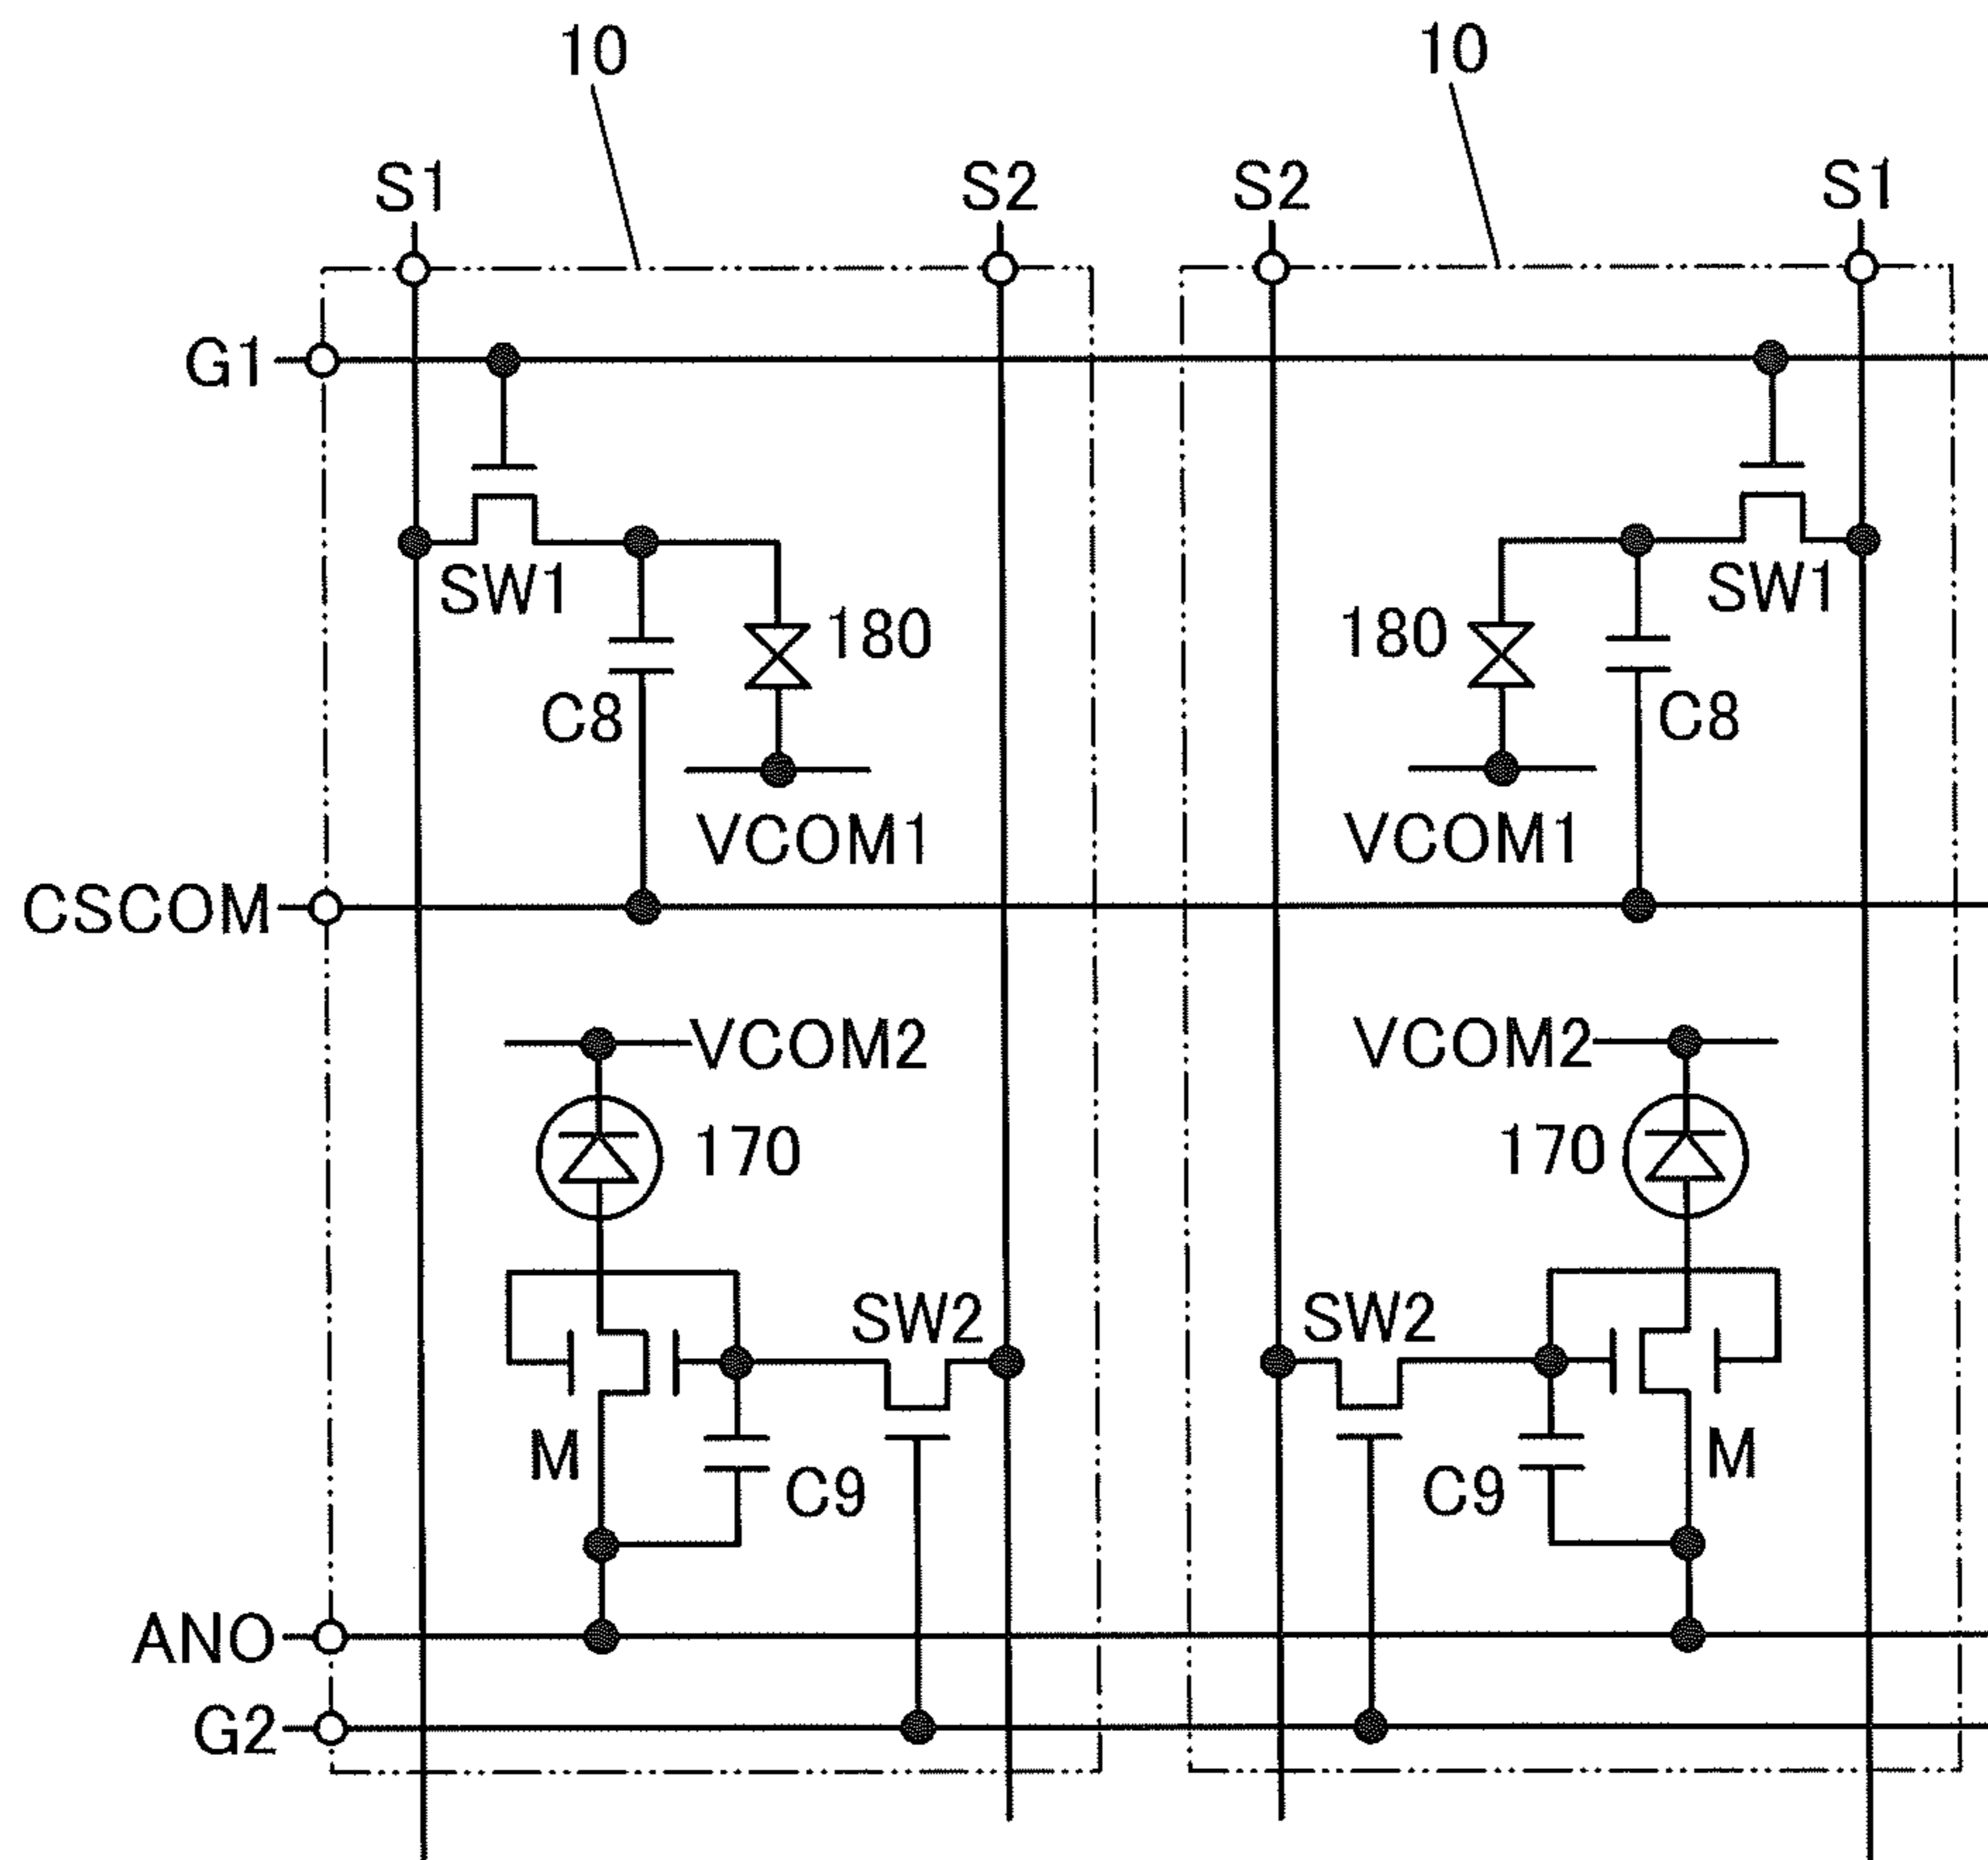 10 10
S1 S2 S2 S1
G1
SW1 SW1
180 180
C8 C8
VCOM1 VCOM1
CSCOM
VCOM2 VCOM2
170 170
SW2 SW2
M M
C9 C9
ANO
G2